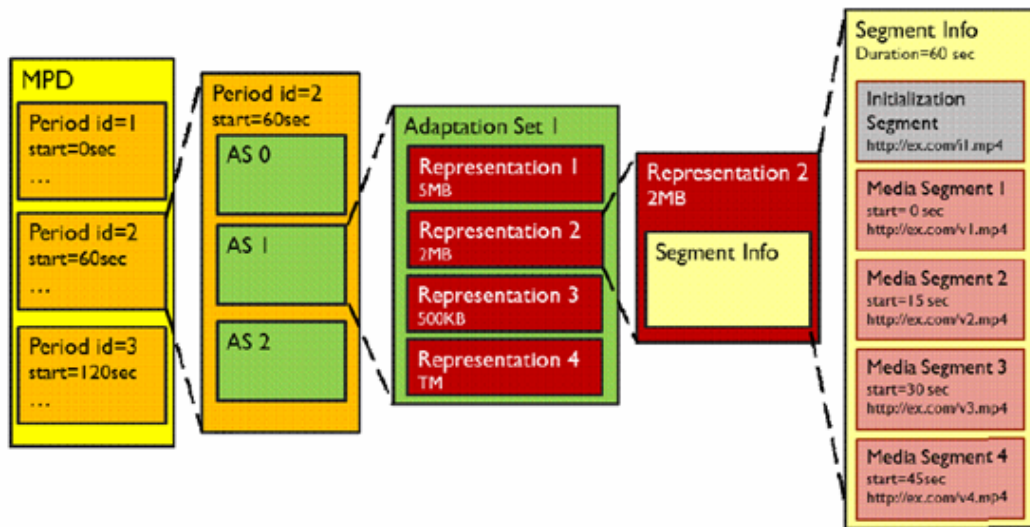 MPD
Period id=1
start=0sec
...
Period id=2
start=60sec
...
Period id=3
start=120sec
...
Period id=2
start=60sec
AS 0
AS 1
AS 2
Adaptation Set 1
Representation 1
5MB
Representation 2
2MB
Representation 3
500KB
Representation 4
TM
Representation 2
2MB
Segment Info
Segment Info
Duration=60 sec
Initialization
Segment
http://ex.com/i1.mp4
Media Segment 1
start= 0 sec
http://ex.com/v1.mp4
Media Segment 2
start=15 sec
http://ex.com/v2.mp4
Media Segment 3
start=30 sec
http://ex.com/v3.mp4
Media Segment 4
start=45sec
http://ex.com/v4.mp4